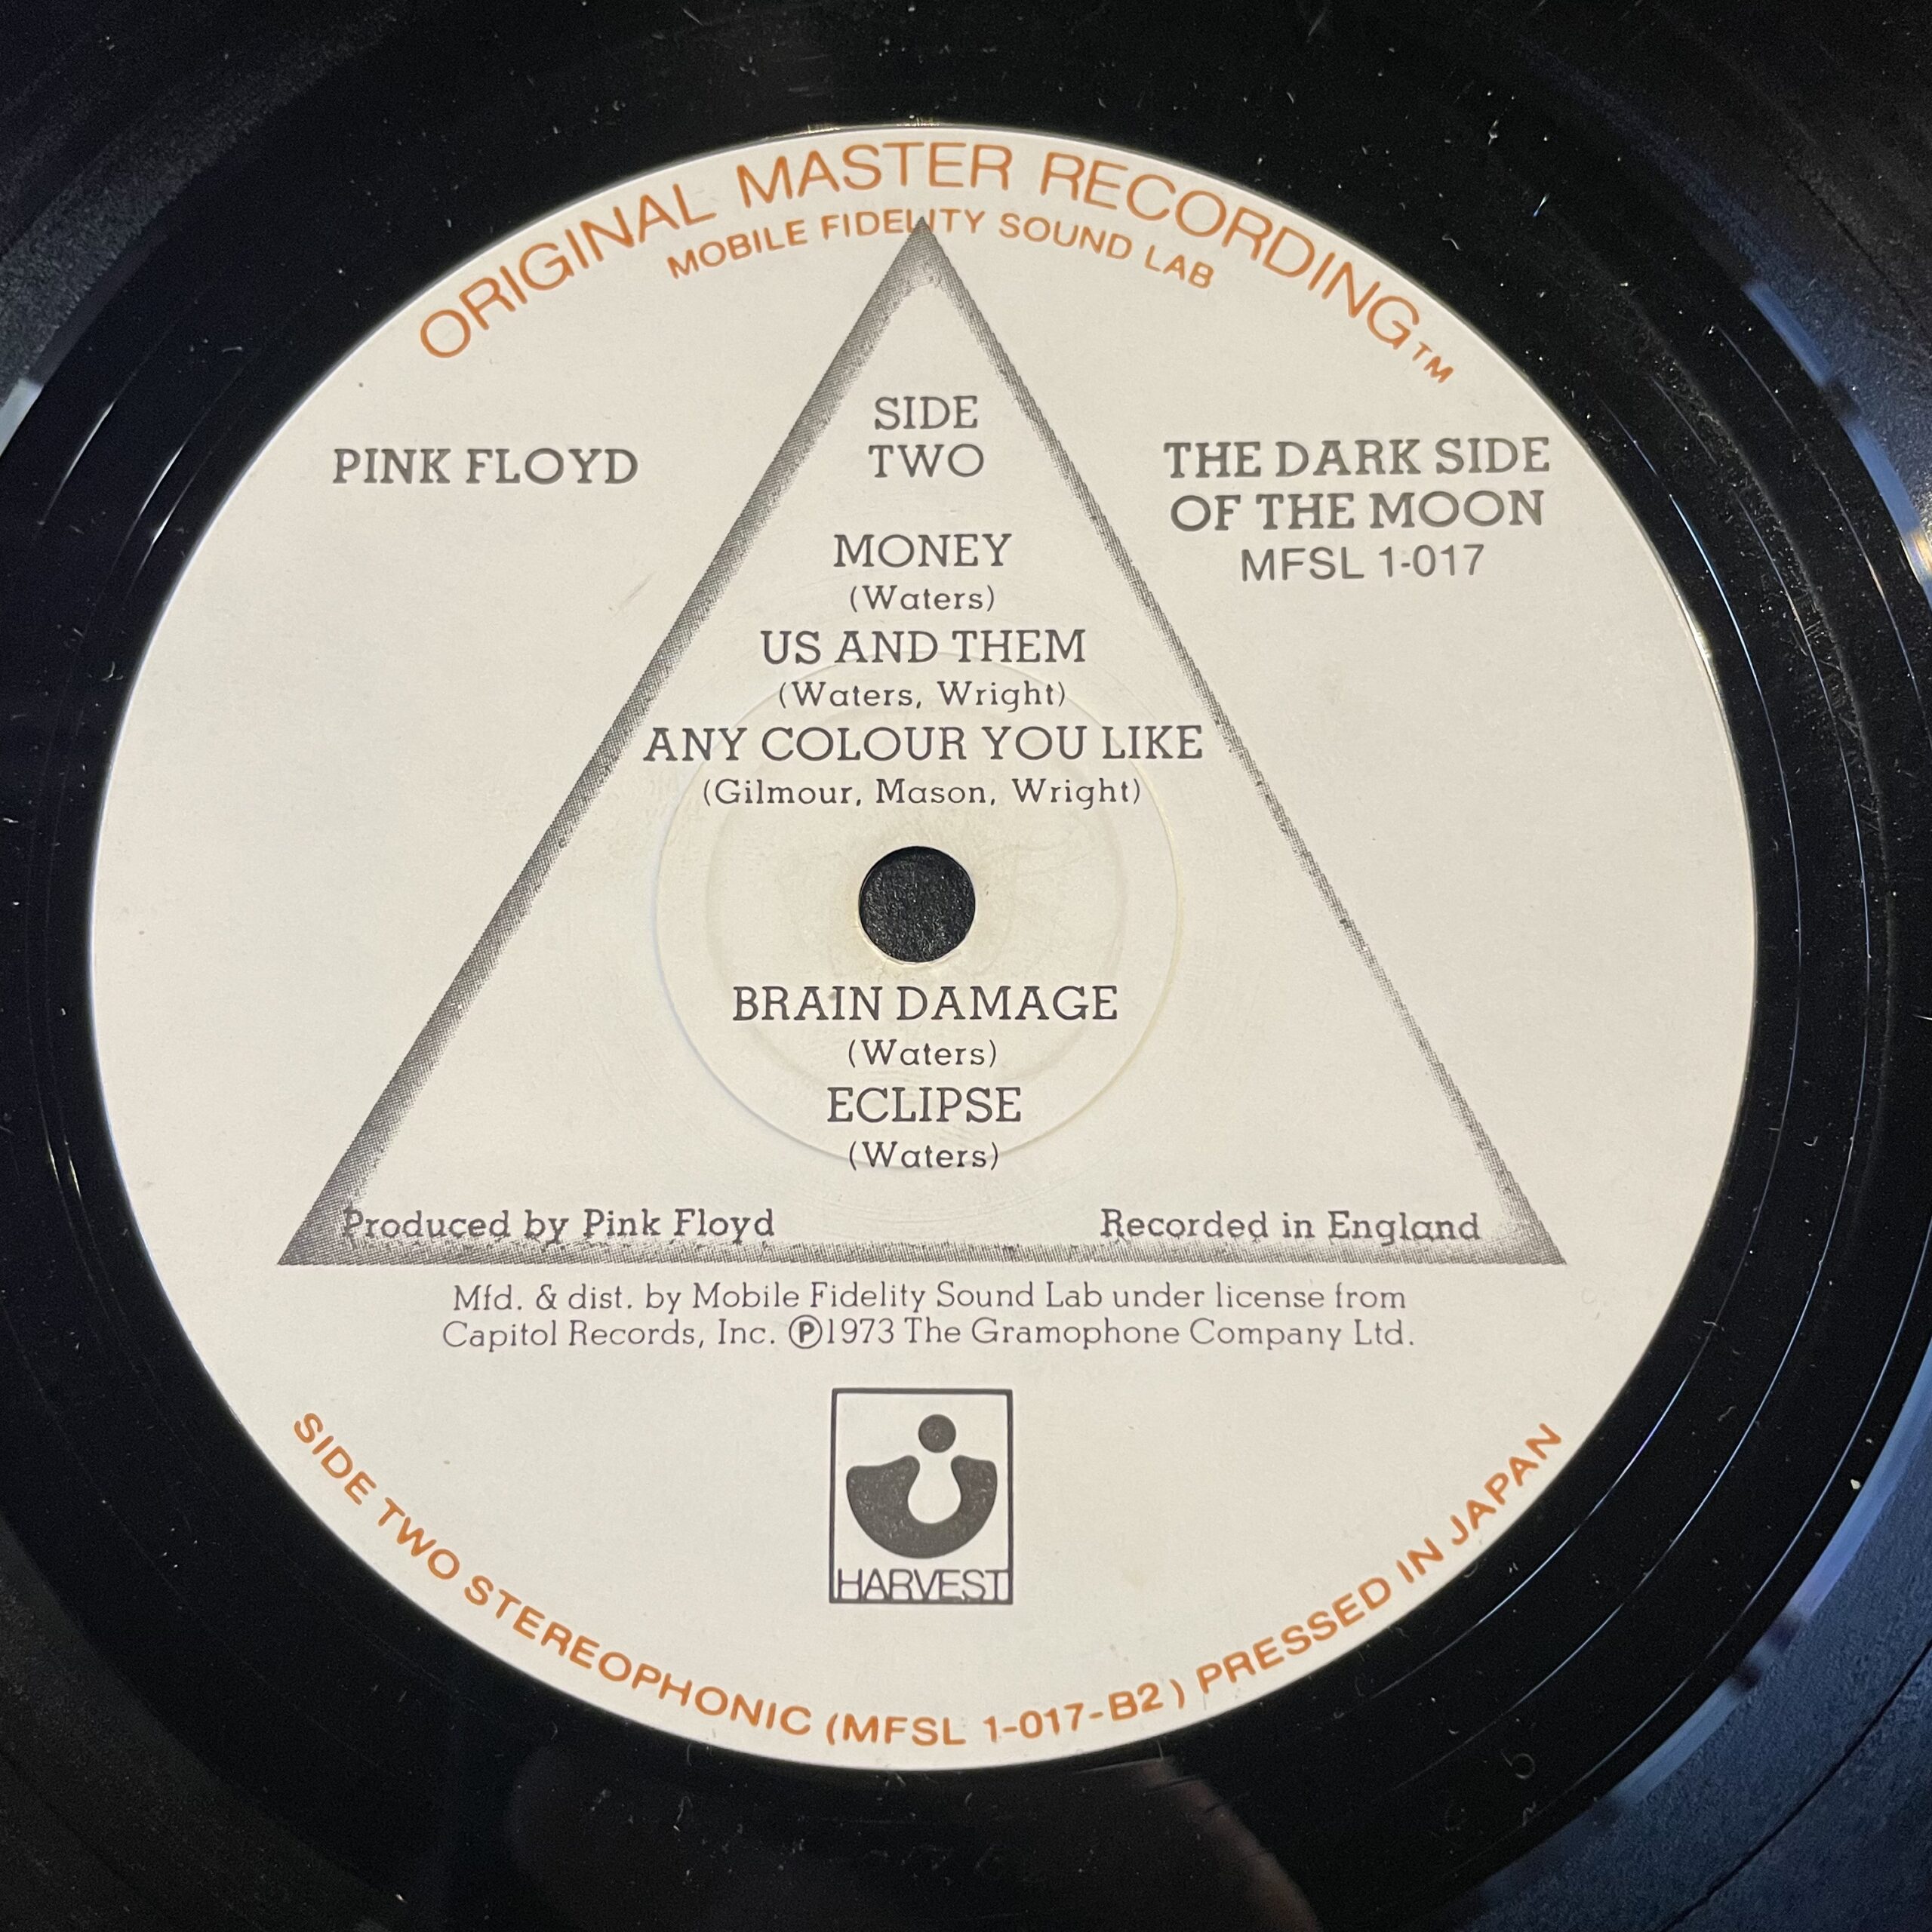 ORIGINAL MASTER RECORDING™
MOBILE FIDELITY SOUND LAB
PINK FLOYD
SIDE
TWO
THE DARK SIDE
OF THE MOON
MFSL 1-017
MONEY
(Waters)
US AND THEM
(Waters, Wright)
ANY COLOUR YOU LIKE
(Gilmour, Mason, Wright)
BRAIN DAMAGE
(Waters)
ECLIPSE
(Waters)
Produced by Pink Floyd
Recorded in England
Mfd. & dist. by Mobile Fidelity Sound Lab under license from
Capitol Records, Inc. ℗1973 The Gramophone Company Ltd.
HARVEST
SIDE TWO STEREOPHONIC (MFSL 1-017-B2) PRESSED IN JAPAN